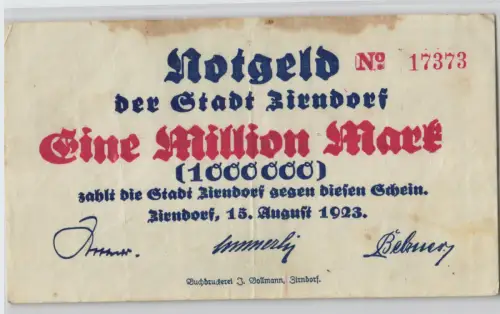 Notgeld № 17373
der Stadt Zirndorf
Eine Million Mark
(1000000)
zahlt die Stadt Zirndorf gegen diesen Schein.
Zirndorf, 15. August 1923.
Buchdruckerei J. Bollmann, Zirndorf.